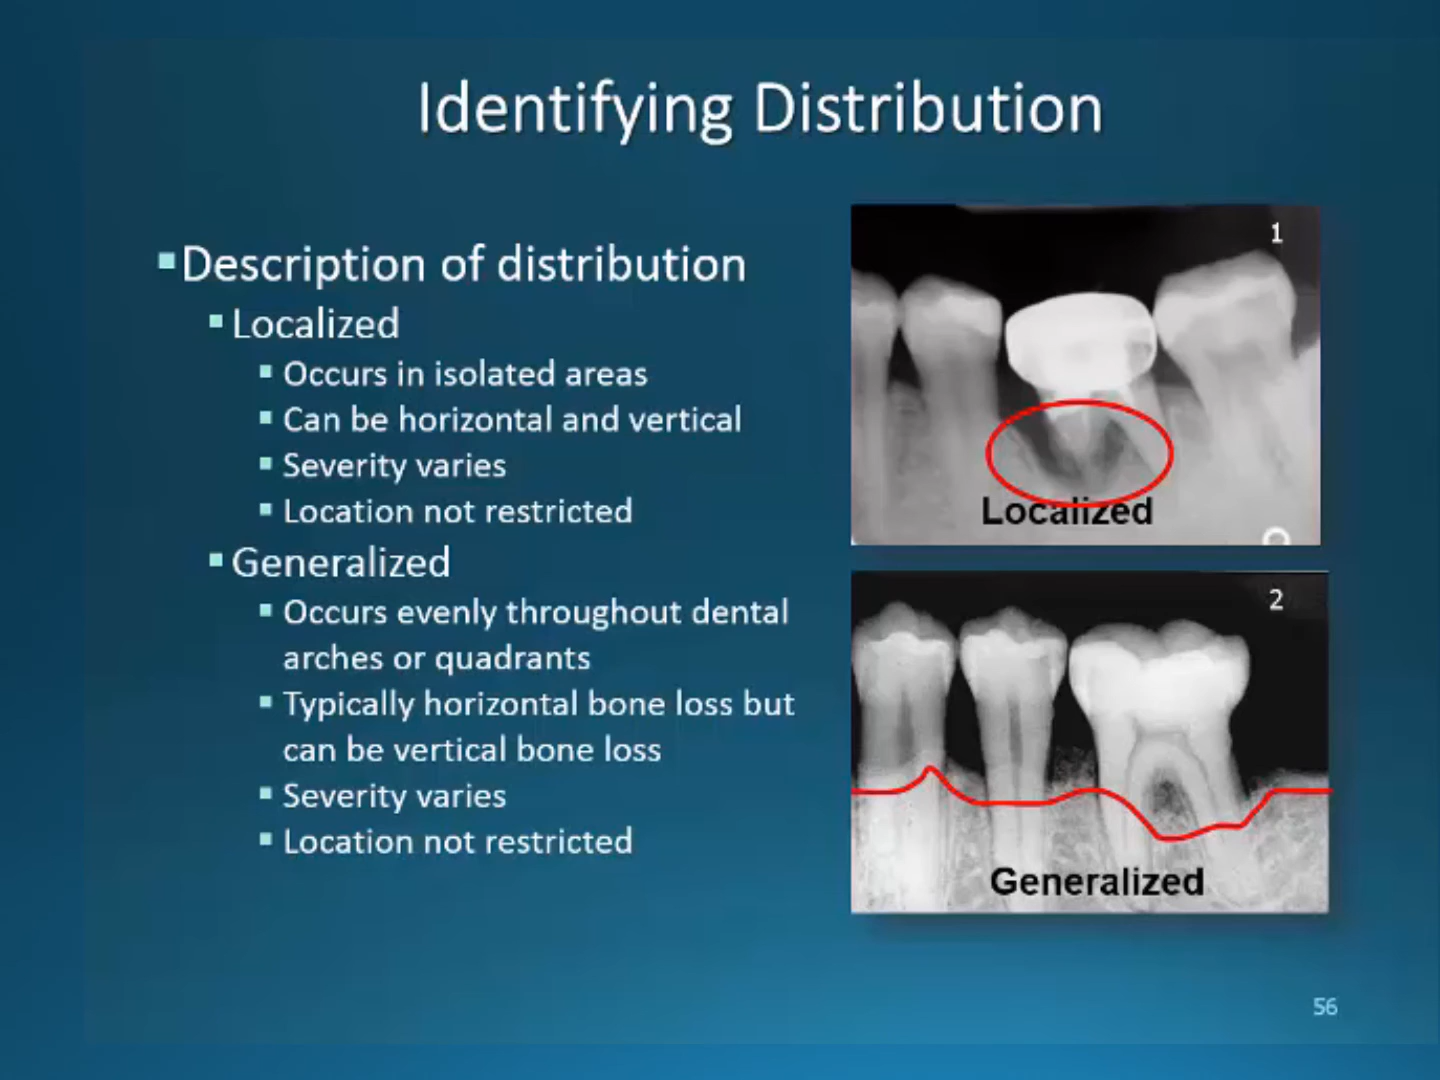 Identifying Distribution
Description of distribution
Localized
Occurs in isolated areas
Can be horizontal and vertical
Severity varies
Location not restricted
Generalized
Occurs evenly throughout dental
arches or quadrants
Typically horizontal bone loss but
can be vertical bone loss
Severity varies
Location not restricted
1
Localized
2
Generalized
56